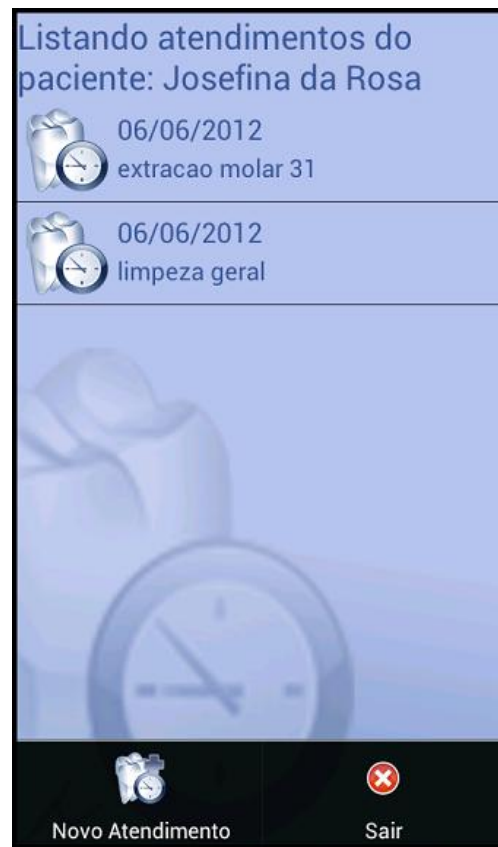 Listando atendimentos do
paciente: Josefina da Rosa
06/06/2012
extracao molar 31
06/06/2012
limpeza geral
Novo Atendimento
Sair